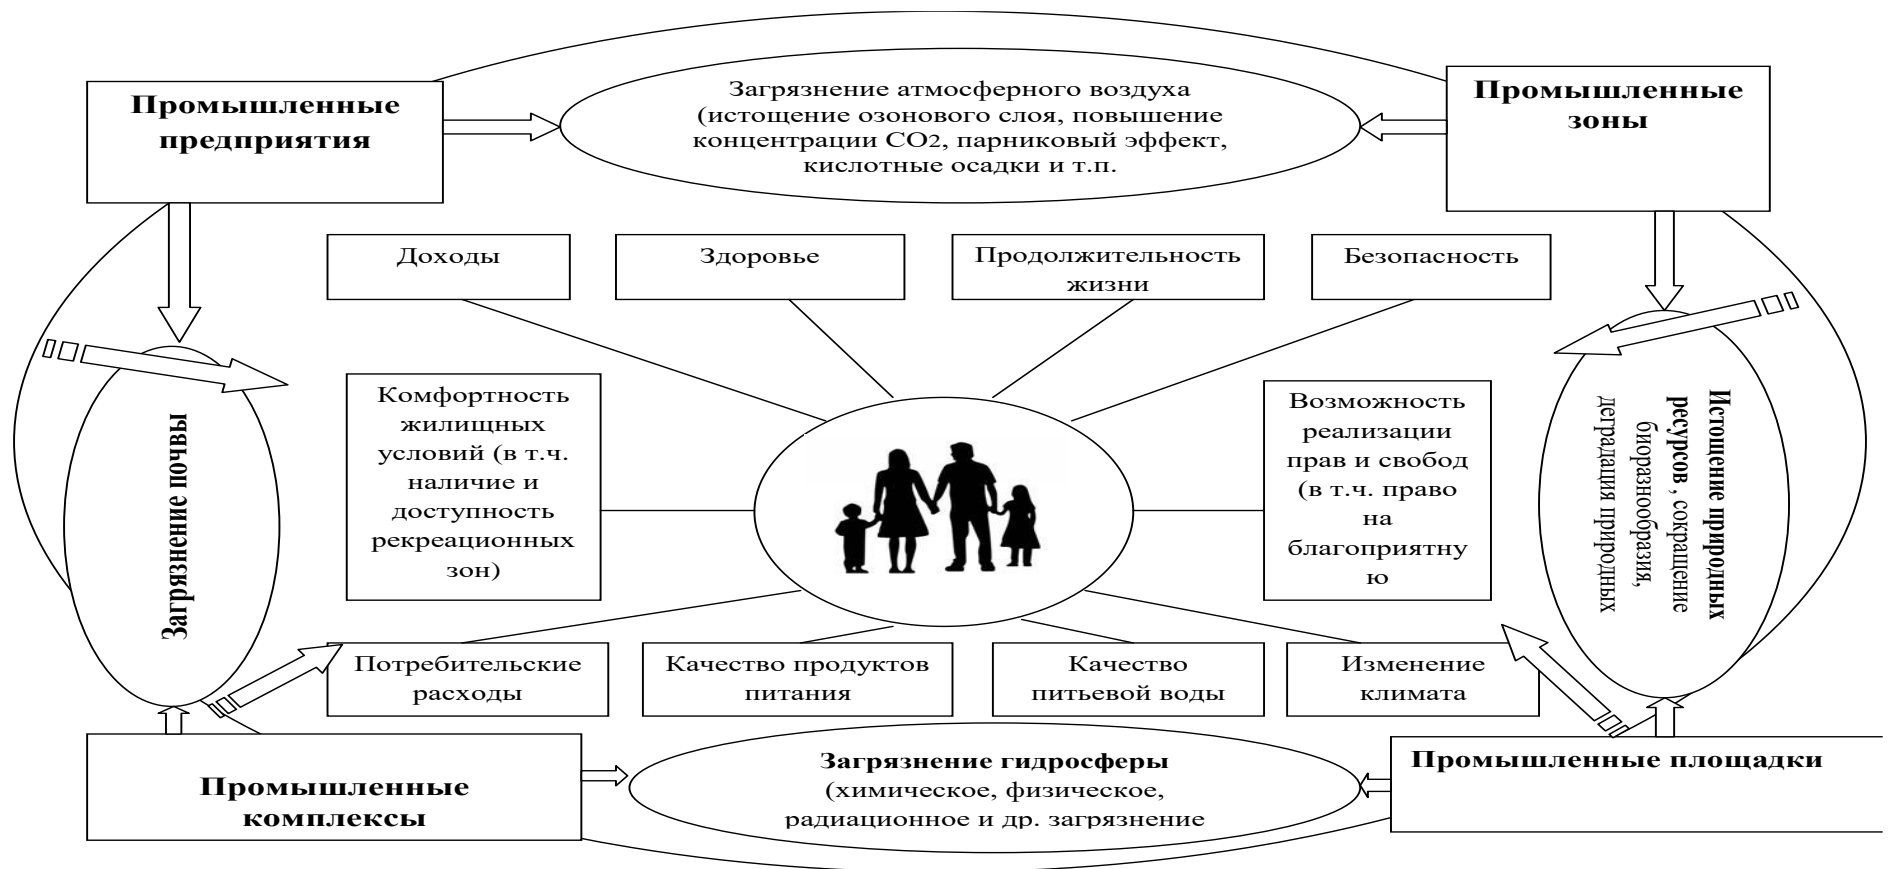 Промышленные
предприятия
Загрязнение атмосферного воздуха
(истощение озонового слоя, повышение
концентрации СО2, парниковый эффект,
кислотные осадки и т.п.
Промышленные
зоны
Доходы
Здоровье
Продолжительность
жизни
Безопасность
Загрязнение почвы
Комфортность
жилищных
условий (в т.ч.
наличие и
доступность
рекреационных
зон)
Возможность
реализации
прав и свобод
(в т.ч. право
на
благоприятну
ю
Истощение природных
ресурсов , сокращение
биоразнообразия,
деградация природных
Потребительские
расходы
Качество продуктов
питания
Качество
питьевой воды
Изменение
климата
Промышленные
комплексы
Загрязнение гидросферы
(химическое, физическое,
радиационное и др. загрязнение
Промышленные площадки